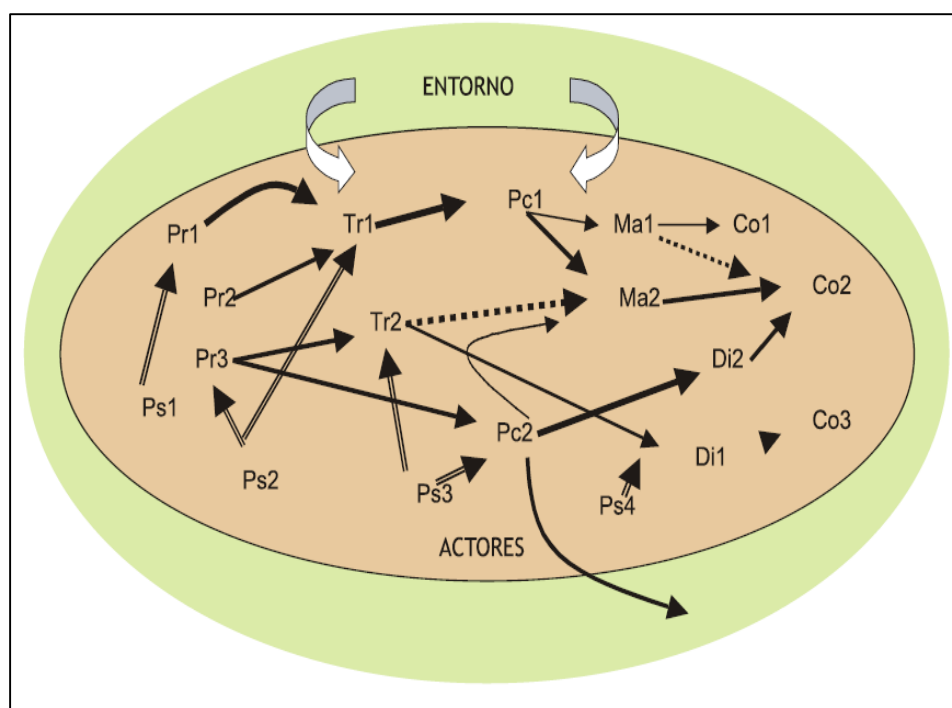 ENTORNO
Pc1
Pr1
Tr1
Ma1
Co1
Pr2
Ma2
Co2
Tr2
Pr3
Di2
Ps1
Co3
Pc2
Di1
Ps2
Ps3
Ps4
ACTORES